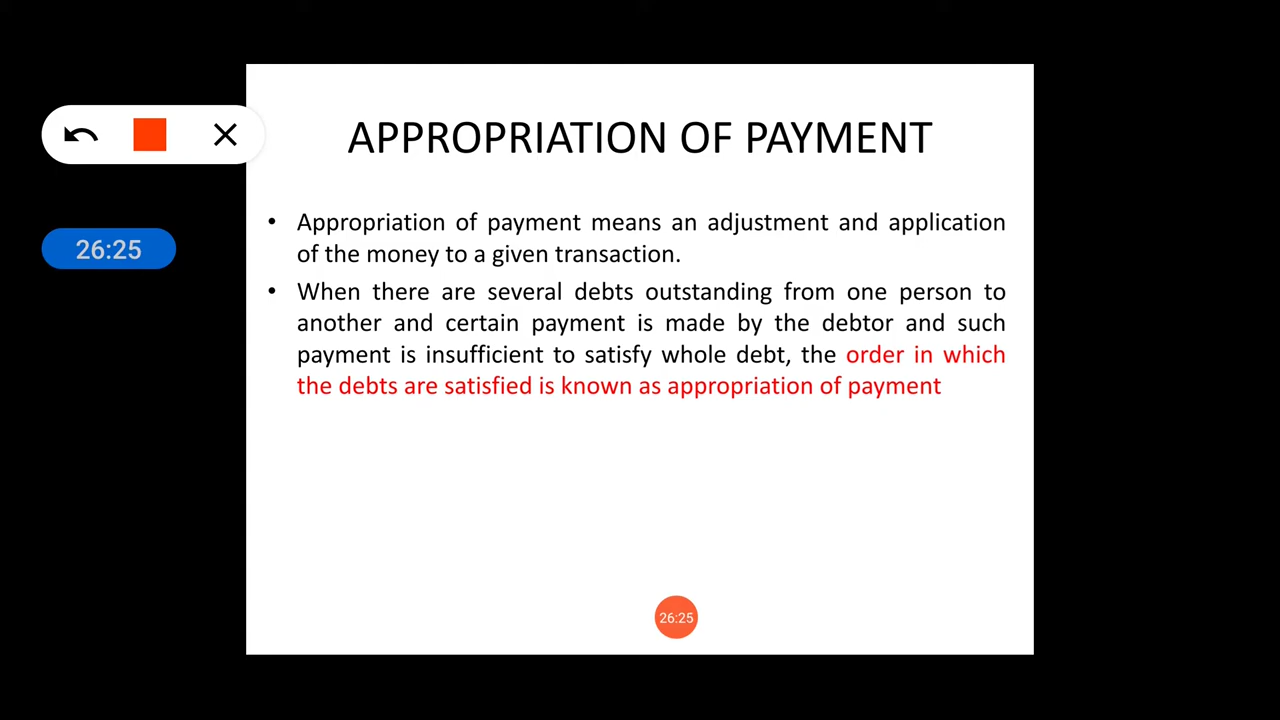 APPROPRIATION OF PAYMENT
26:25
• Appropriation of payment means an adjustment and application
of the money to a given transaction.
• When there are several debts outstanding from one person to
another and certain payment is made by the debtor and such
payment is insufficient to satisfy whole debt, the order in which
the debts are satisfied is known as appropriation of payment
26:25